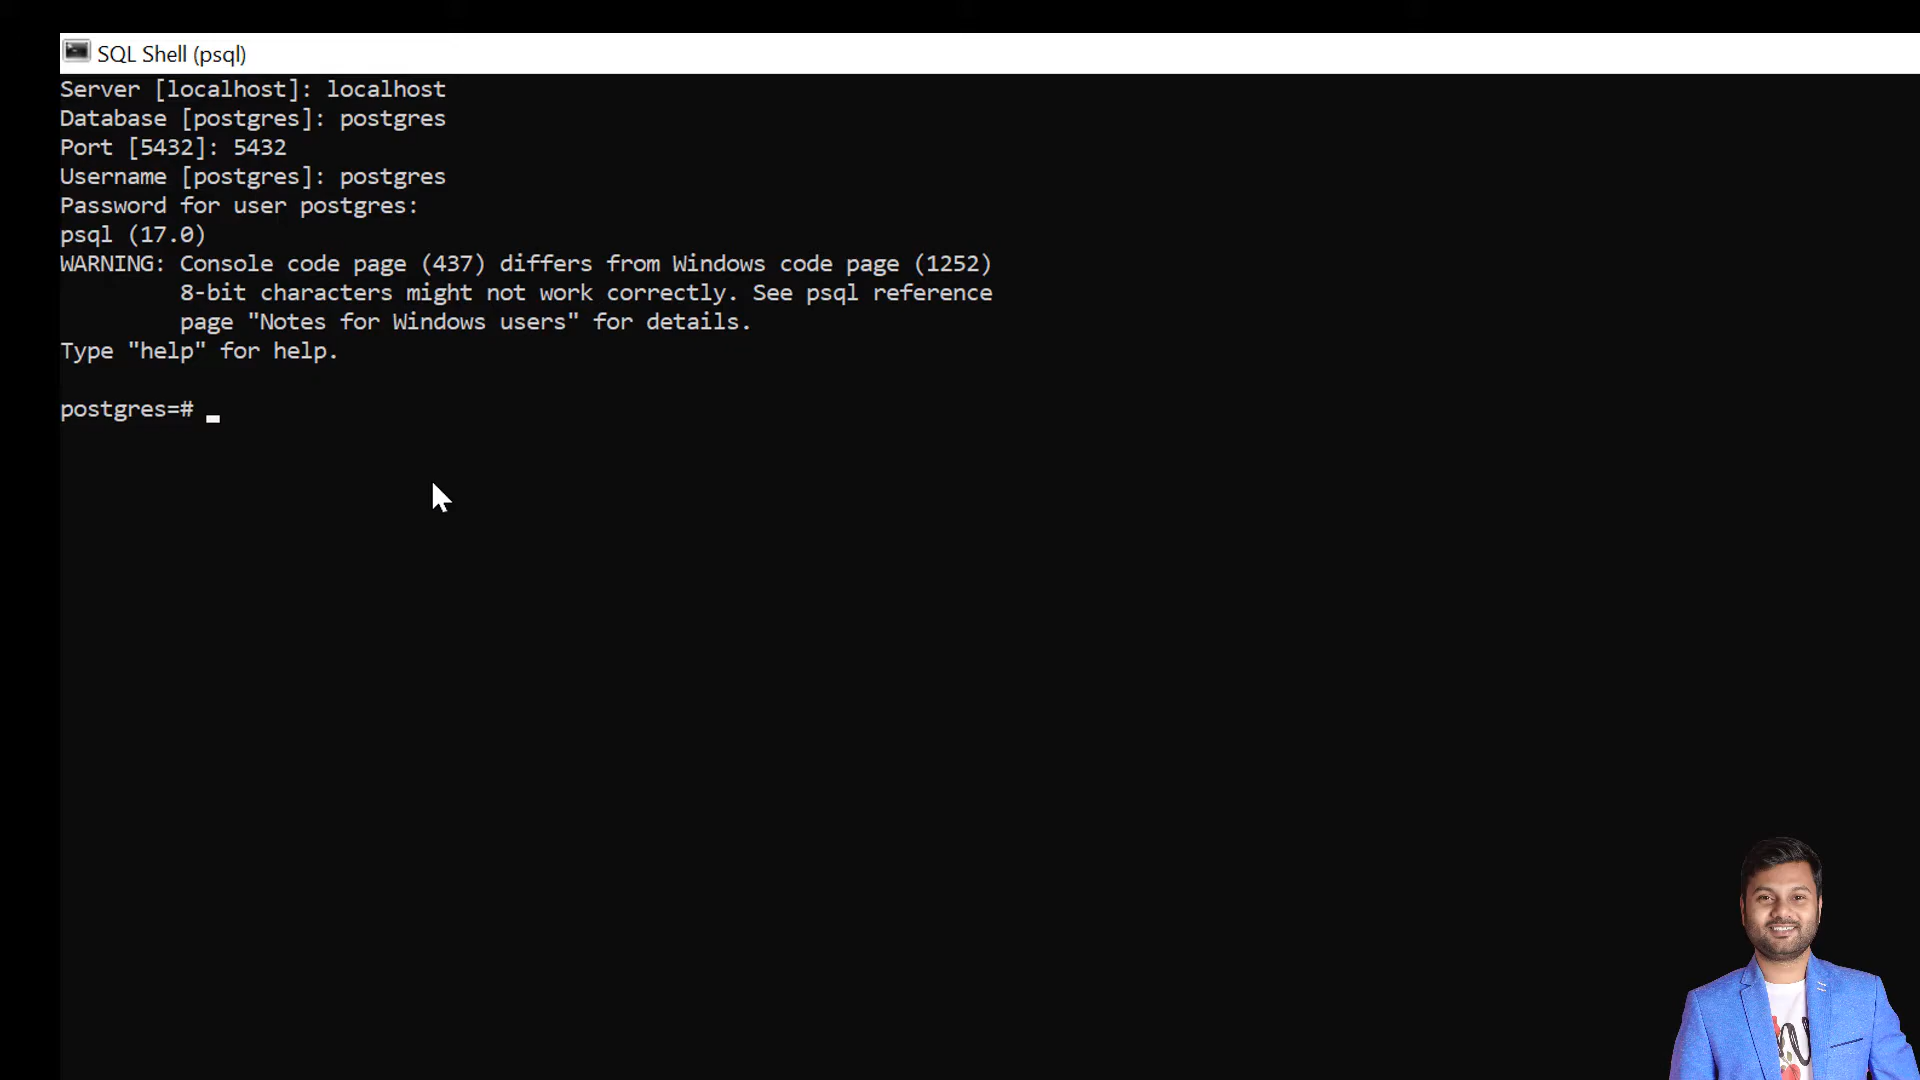 SQL Shell (psql)
Server [localhost]: localhost
Database [postgres]: postgres
Port [5432]: 5432
Username [postgres]: postgres
Password for user postgres:
psql (17.0)
WARNING: Console code page (437) differs from Windows code page (1252)
8-bit characters might not work correctly. See psql reference
page "Notes for Windows users" for details.
Type "help" for help.
postgres=#